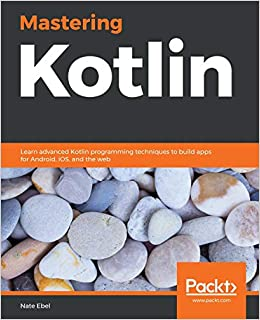 Mastering
Kotlin
Learn advanced Kotlin programming techniques to build apps
for Android, iOS, and the web
Packt>
www.packt.com
Nate Ebel